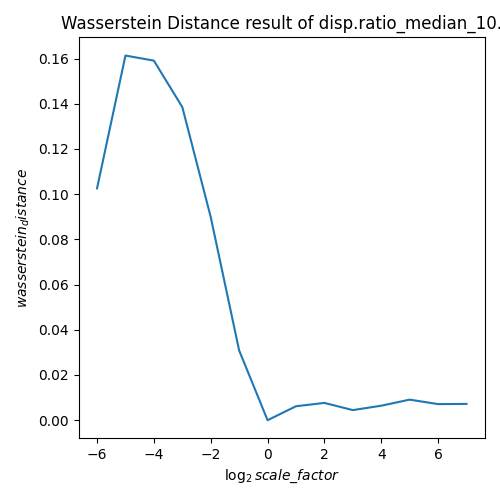 Wasserstein Distance result of disp.ratio_median_10.
0.16
0.14
0.12
0.10
0.08
0.06
0.04
0.02
0.00
wasserstein_distance
−6 −4 −2 0 2 4 6
log₂ scale_factor